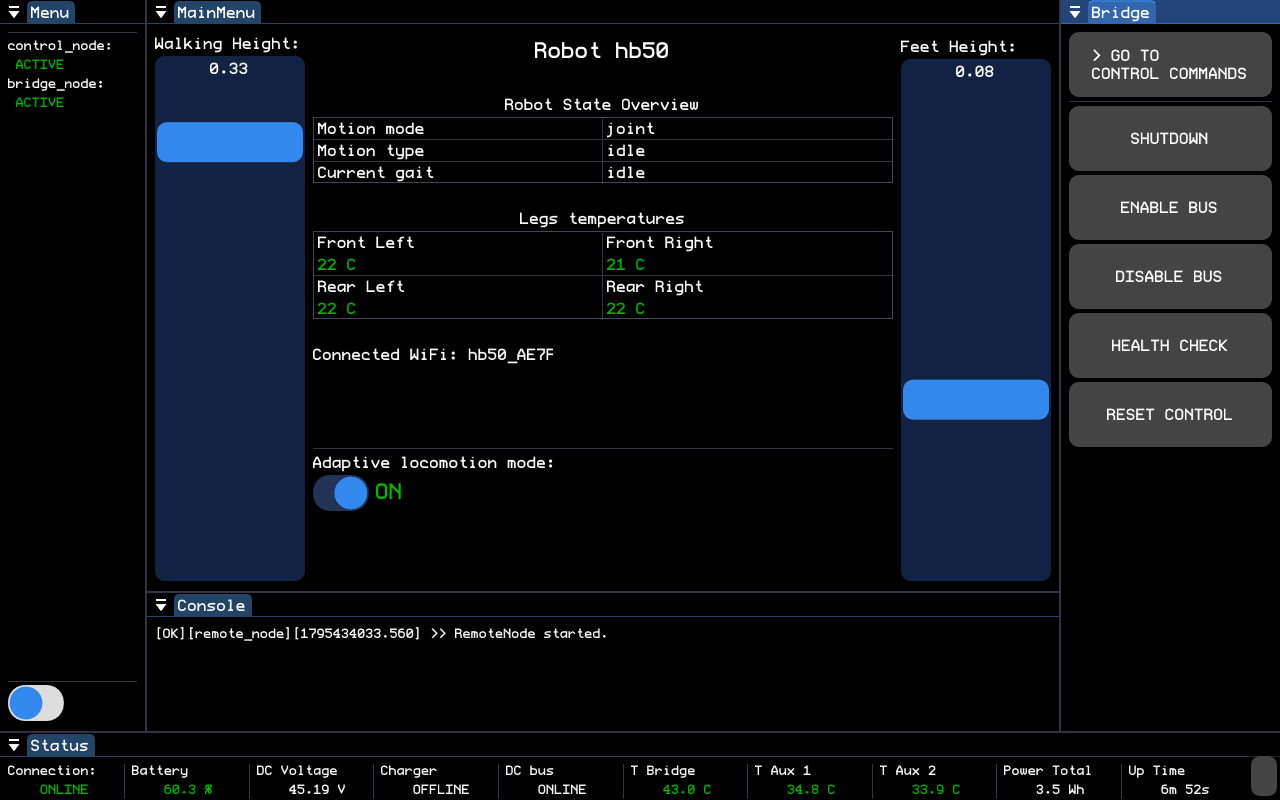 Menu
control_node:
ACTIVE
bridge_node:
ACTIVE
MainMenu
Walking Height:
0.33
Robot hb50
Robot State Overview
Motion mode joint
Motion type idle
Current gait idle
Legs temperatures
Front Left Front Right
22 C 21 C
Rear Left Rear Right
22 C 22 C
Connected WiFi: hb50_AE7F
Adaptive locomotion mode:
ON
Feet Height:
0.08
Console
[OK][remote_node][1795434033.560] >> RemoteNode started.
Bridge
> GO TO
CONTROL COMMANDS
SHUTDOWN
ENABLE BUS
DISABLE BUS
HEALTH CHECK
RESET CONTROL
Status
Connection: Battery DC Voltage Charger DC bus T Bridge T Aux 1 T Aux 2 Power Total Up Time
ONLINE 60.3 % 45.19 V OFFLINE ONLINE 43.0 C 34.8 C 33.9 C 3.5 Wh 6m 52s